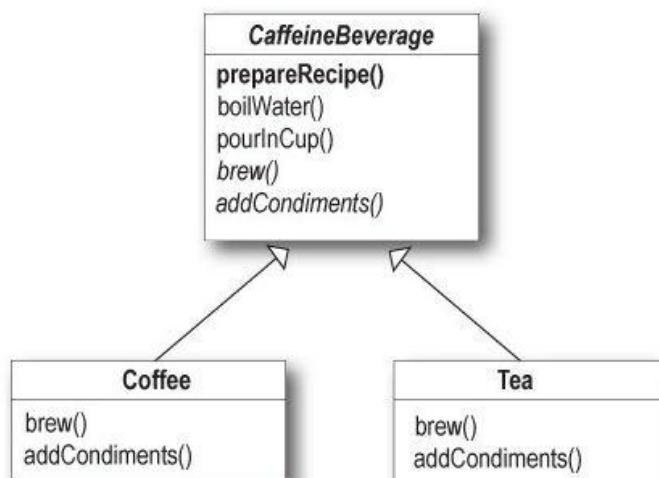 CaffeineBeverage
prepareRecipe()
boilWater()
pourInCup()
brew()
addCondiments()
Coffee
brew()
addCondiments()
Tea
brew()
addCondiments()